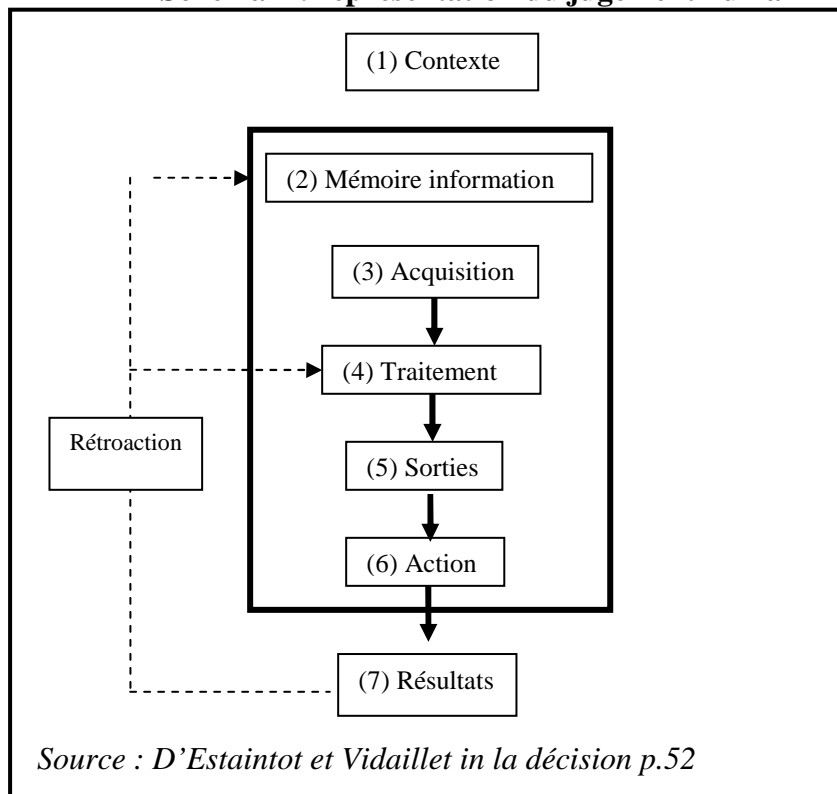 (1) Contexte
(2) Mémoire information
(3) Acquisition
(4) Traitement
Rétroaction
(5) Sorties
(6) Action
(7) Résultats
Source : D’Estaintot et Vidaillet in la décision p.52